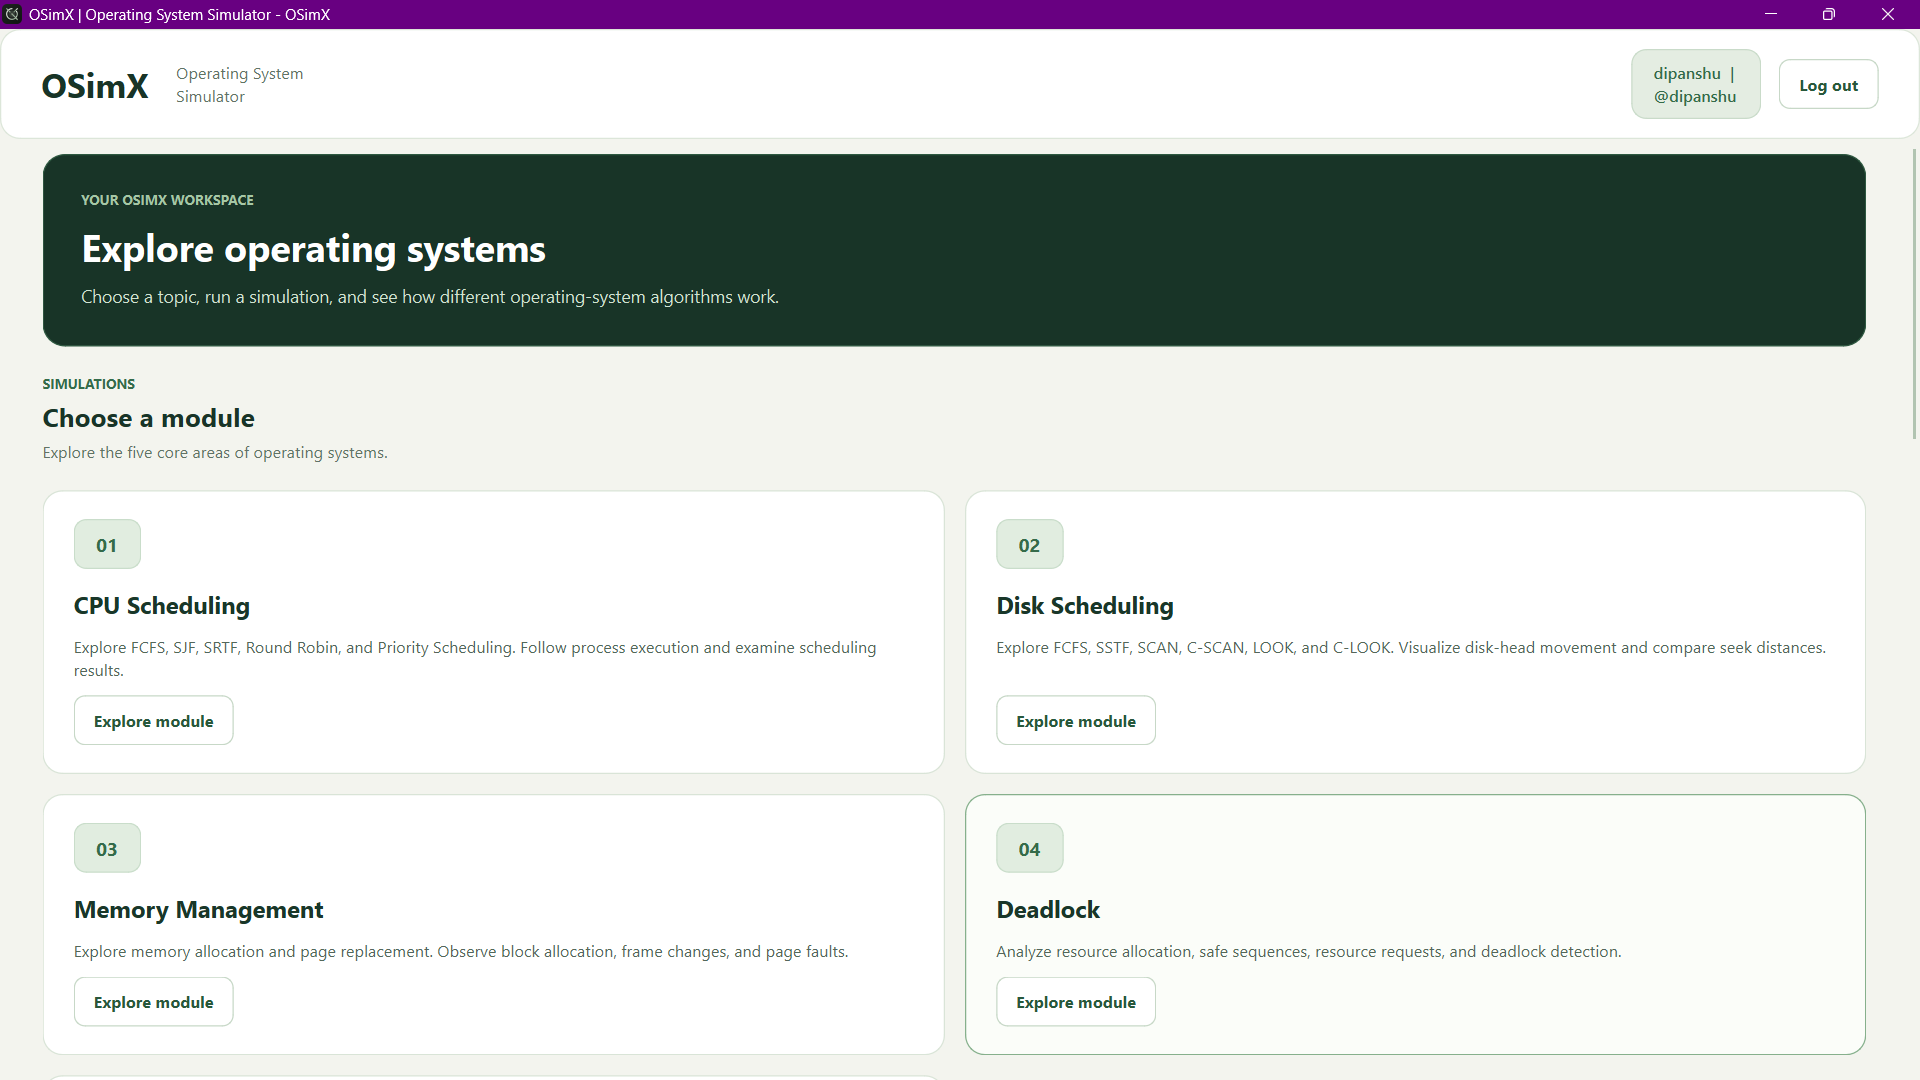 OSimX | Operating System Simulator - OSimX
OSimX
Operating System
Simulator
dipanshu |
@dipanshu
Log out
YOUR OSIMX WORKSPACE
Explore operating systems
Choose a topic, run a simulation, and see how different operating-system algorithms work.
SIMULATIONS
Choose a module
Explore the five core areas of operating systems.
01
CPU Scheduling
Explore FCFS, SJF, SRTF, Round Robin, and Priority Scheduling. Follow process execution and examine scheduling
results.
Explore module
02
Disk Scheduling
Explore FCFS, SSTF, SCAN, C-SCAN, LOOK, and C-LOOK. Visualize disk-head movement and compare seek distances.
Explore module
03
Memory Management
Explore memory allocation and page replacement. Observe block allocation, frame changes, and page faults.
Explore module
04
Deadlock
Analyze resource allocation, safe sequences, resource requests, and deadlock detection.
Explore module